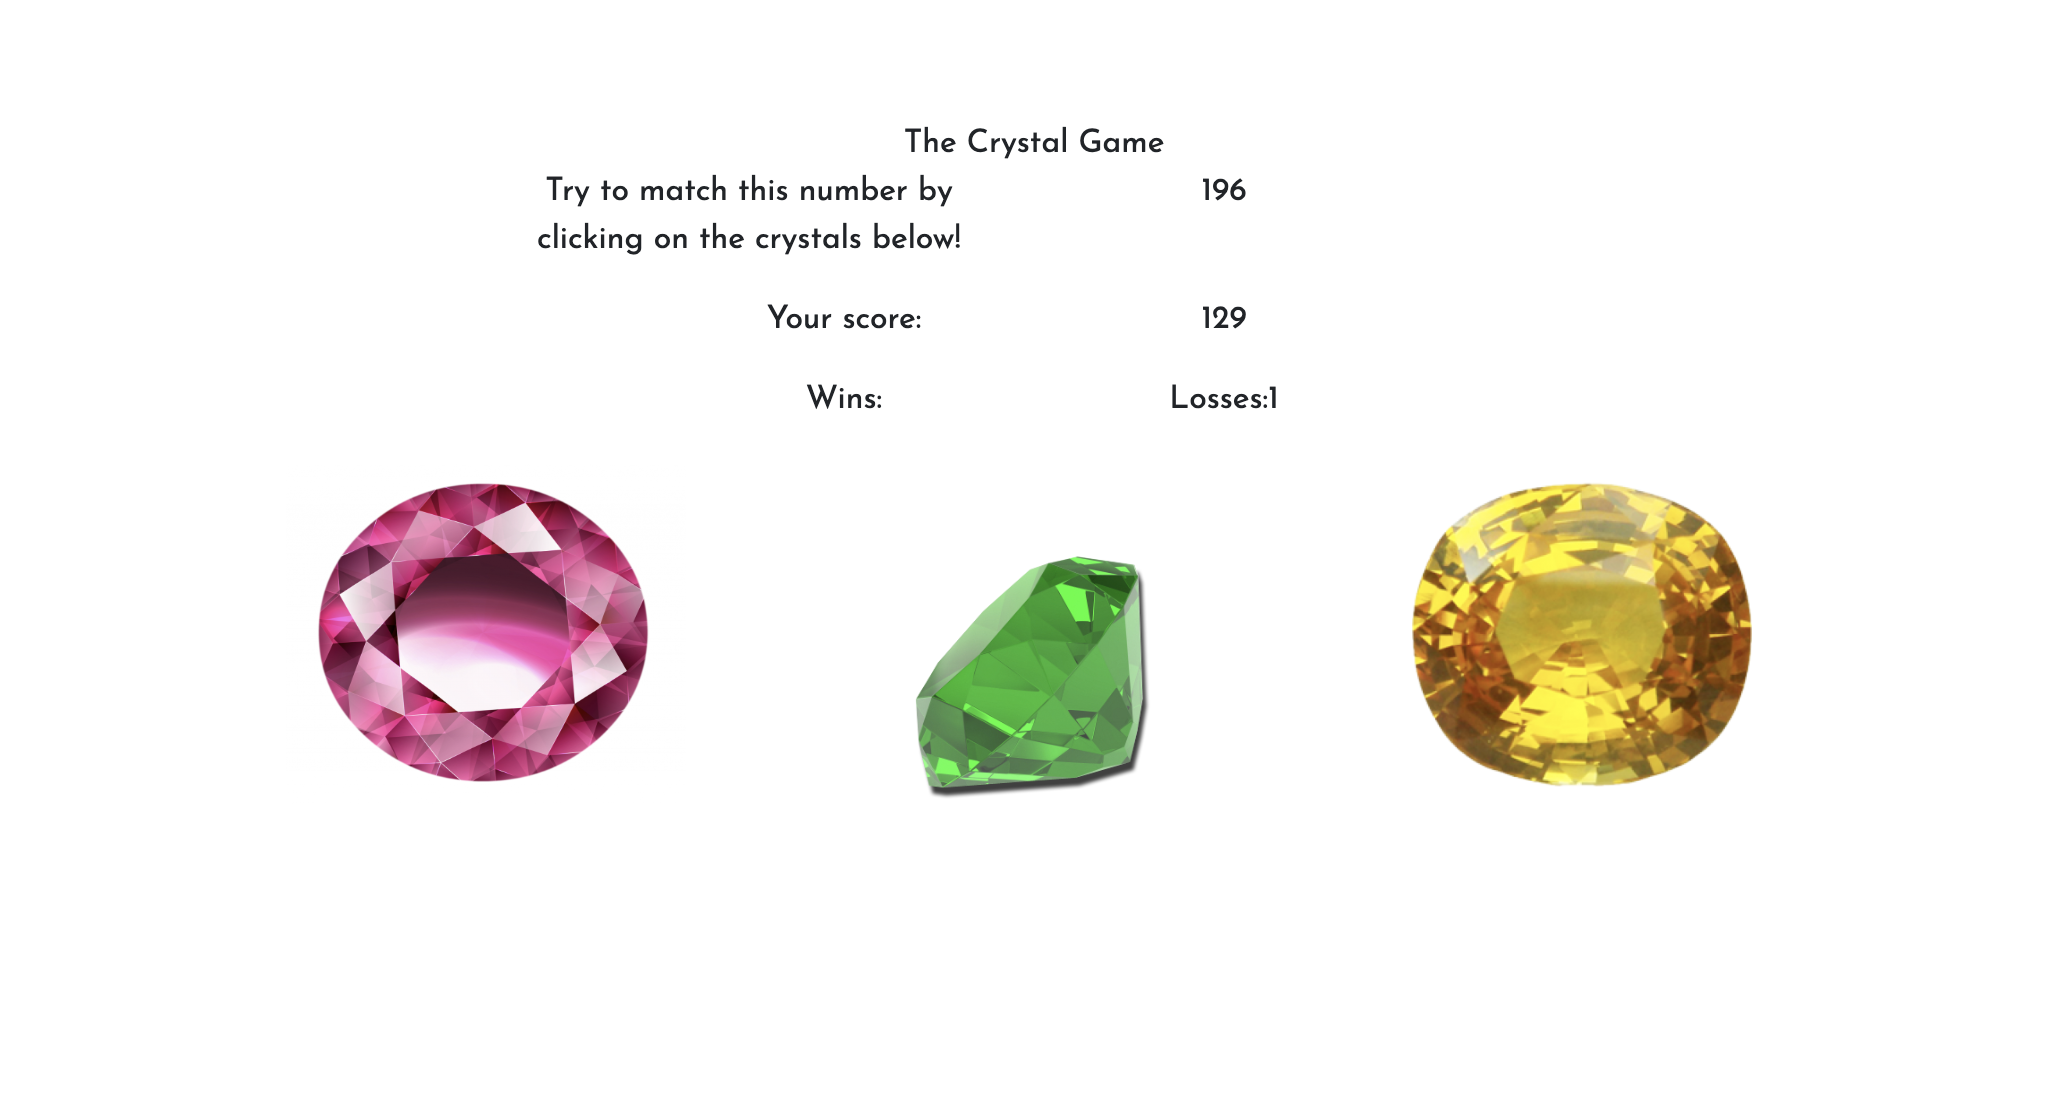 The Crystal Game
Try to match this number by
clicking on the crystals below!
196
Your score:
129
Wins:
Losses:1